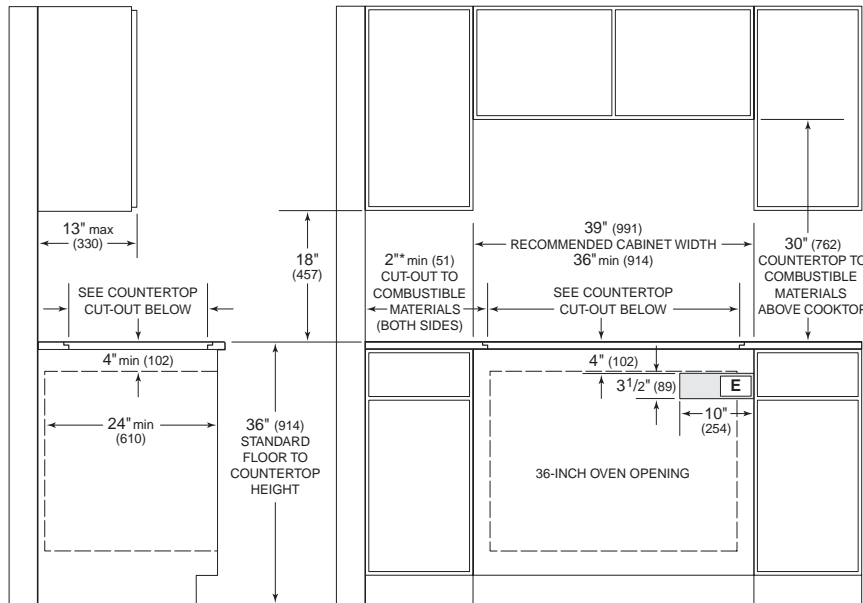 13" max
(330)
18"
(457)
39" (991)
RECOMMENDED CABINET WIDTH
36" min (914)
2"* min (51)
CUT-OUT TO
COMBUSTIBLE
MATERIALS
(BOTH SIDES)
30" (762)
COUNTERTOP TO
COMBUSTIBLE
MATERIALS
ABOVE COOKTOP
SEE COUNTERTOP
CUT-OUT BELOW
SEE COUNTERTOP
CUT-OUT BELOW
4" min (102)
24" min
(610)
36" (914)
STANDARD
FLOOR TO
COUNTERTOP
HEIGHT
4" (102)
3 1/2" (89)
E
10"
(254)
36-INCH OVEN OPENING